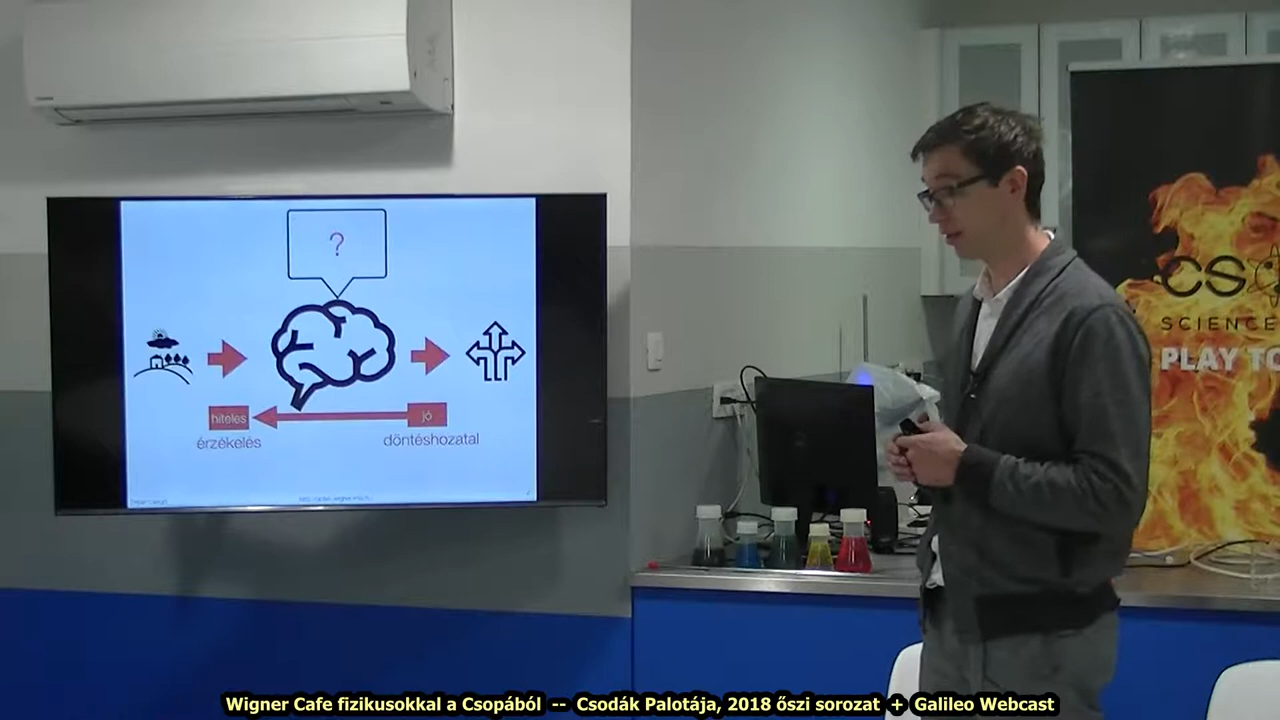 ?
hiteles
jó
érzékelés
döntéshozatal
CS
SCIENCE
PLAY TO
Wigner Cafe fizikusokkal a Csopából -- Csodák Palotája, 2018 őszi sorozat + Galileo Webcast